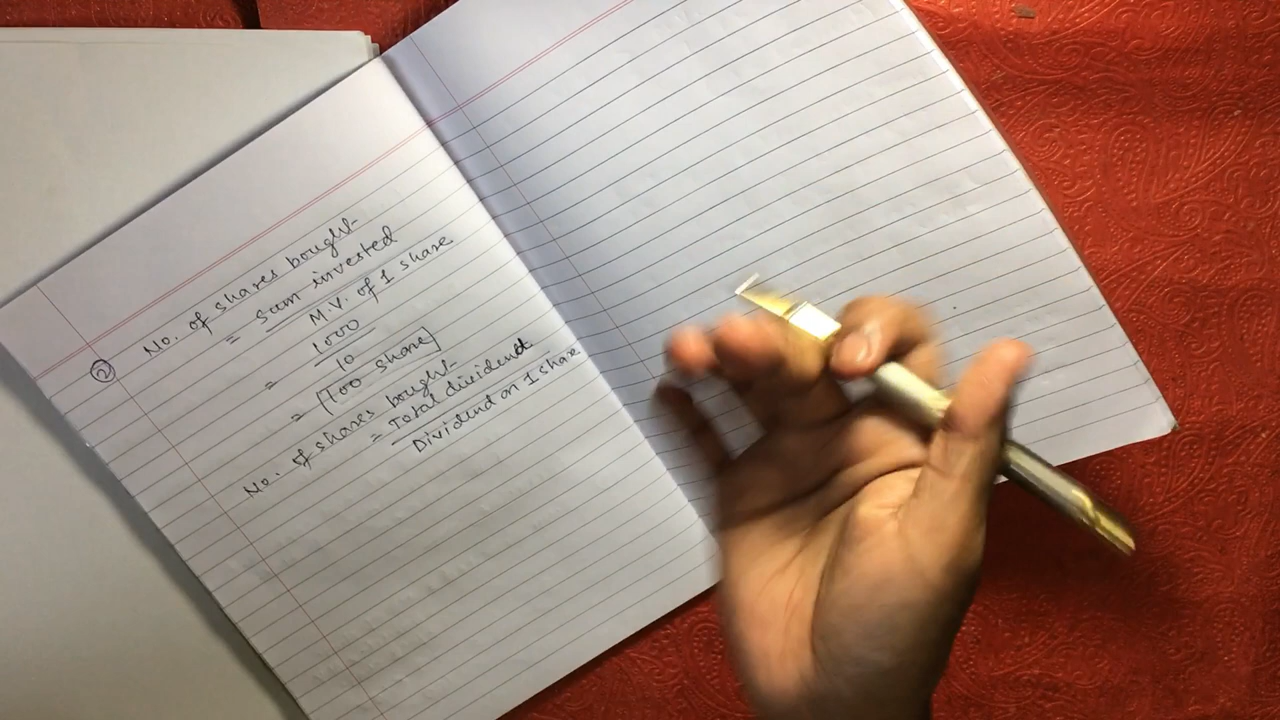 ② No. of shares bought-
= Sum invested
M.V. of 1 share
= 1000
10
= [100 share]
No. of shares bought-
= Total dividend
Dividend on 1 share